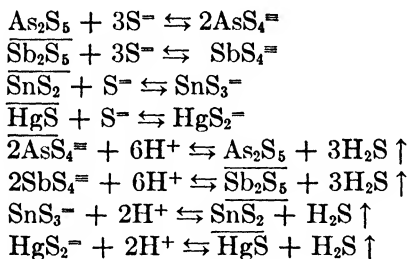 As₂S₅ + 3S⁼ ⇆ 2AsS₄≡
Sb₂S₅ + 3S⁼ ⇆ SbS₄≡
SnS₂ + S⁼ ⇆ SnS₃⁻
HgS + S⁼ ⇆ HgS₂⁻
2AsS₄≡ + 6H⁺ ⇆ As₂S₅ + 3H₂S ↑
2SbS₄≡ + 6H⁺ ⇆ Sb₂S₅ + 3H₂S ↑
SnS₃⁻ + 2H⁺ ⇆ SnS₂ + H₂S ↑
HgS₂⁻ + 2H⁺ ⇆ HgS + H₂S ↑